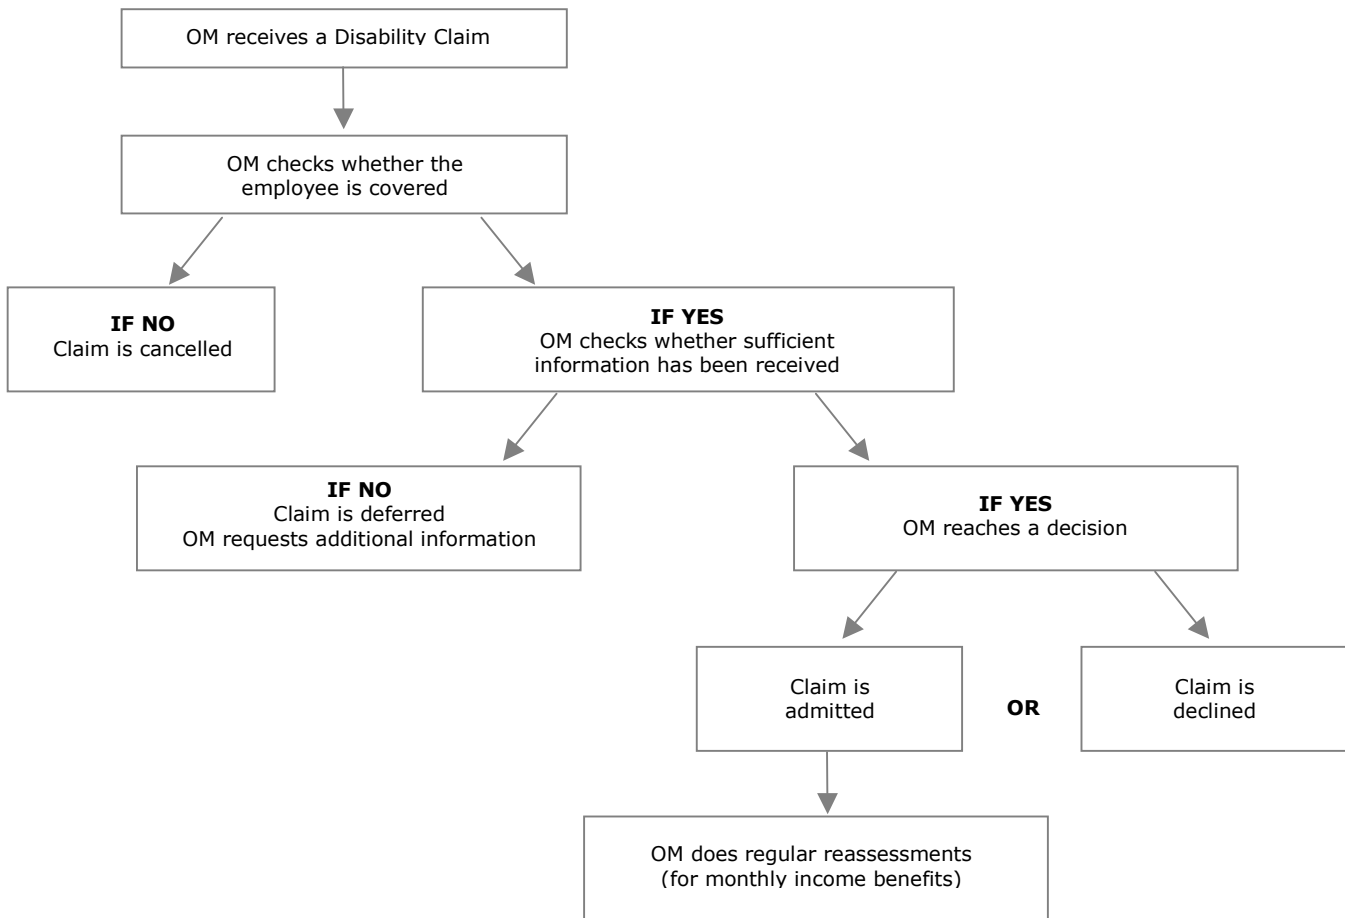 OM receives a Disability Claim
OM checks whether the
employee is covered
IF NO
Claim is cancelled
IF YES
OM checks whether sufficient
information has been received
IF NO
Claim is deferred
OM requests additional information
IF YES
OM reaches a decision
Claim is
admitted
OR
Claim is
declined
OM does regular reassessments
(for monthly income benefits)